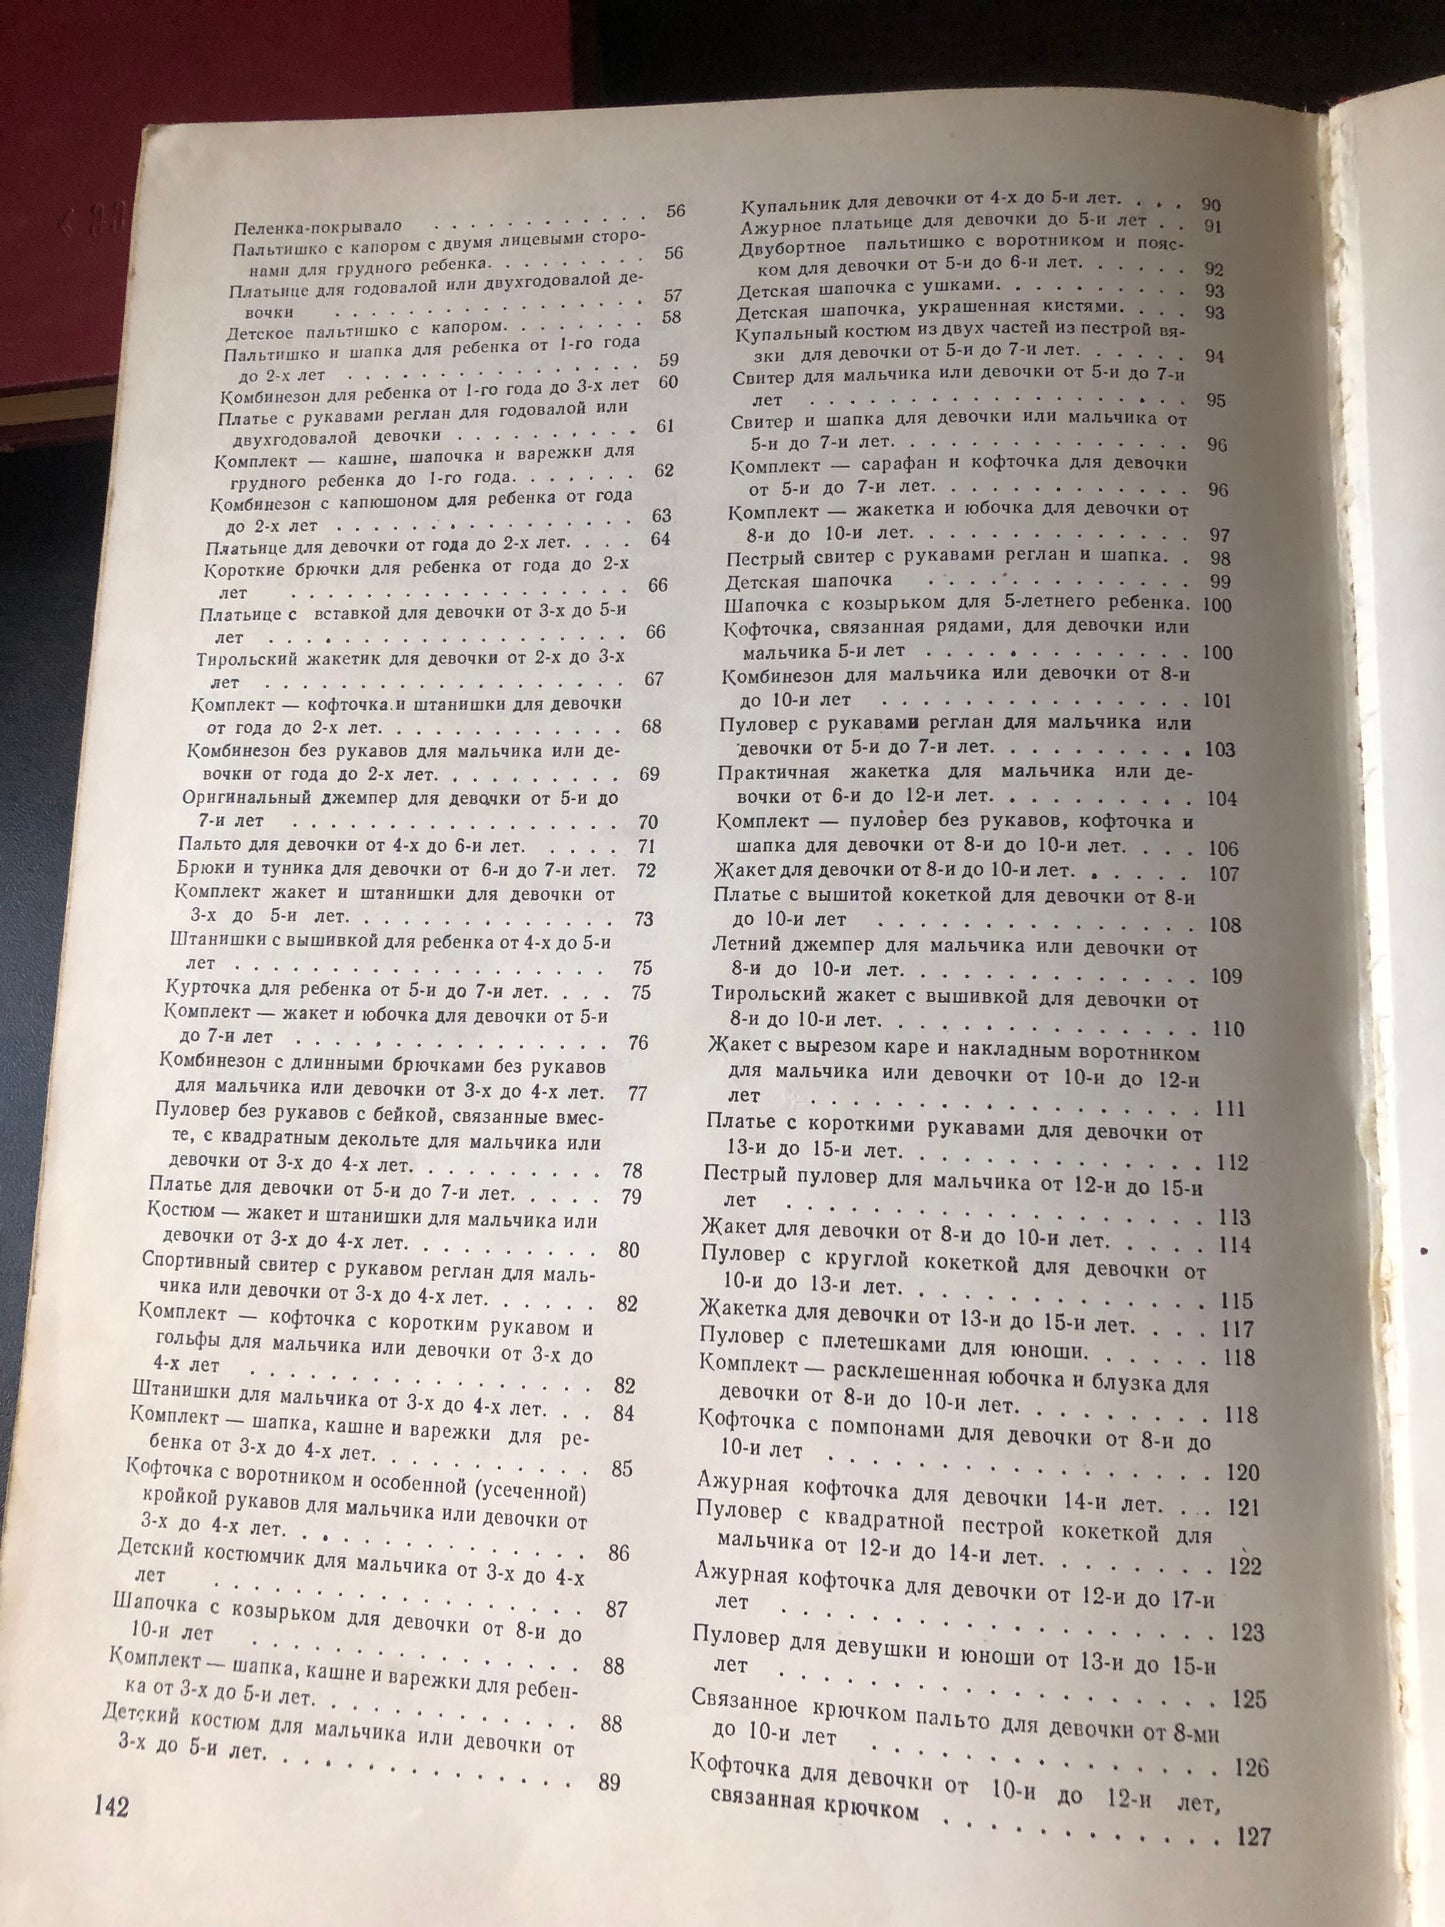 Пеленка-покрывало . . . . . . . . . . 56
Пальтишко с капором с двумя лицевыми сторо-
нами для грудного ребенка. . . . . . . . 56
Платьице для годовалой или двухгодовалой де-
вочки . . . . . . . . . . . . . . . 57
Детское пальтишко с капором. . . . . . . 58
Пальтишко и шапка для ребенка от 1-го года
до 2-х лет . . . . . . . . . . . . . . 59
Комбинезон для ребенка от 1-го года до 3-х лет 60
Платье с рукавами реглан для годовалой или
двухгодовалой девочки . . . . . . . . . . 61
Комплект — кашне, шапочка и варежки для
грудного ребенка до 1-го года. . . . . . . 62
Комбинезон с капюшоном для ребенка от года
до 2-х лет . . . . . . . . . . . . . . . 63
Платьице для девочки от года до 2-х лет. . . . 64
Короткие брючки для ребенка от года до 2-х
лет . . . . . . . . . . . . . . . . . 66
Платьице с вставкой для девочки от 3-х до 5-и
лет . . . . . . . . . . . . . . . . . . 66
Тирольский жакетик для девочки от 2-х до 3-х
лет . . . . . . . . . . . . . . . . . . 67
Комплект — кофточка и штанишки для девочки
от года до 2-х лет. . . . . . . . . . . . . 68
Комбинезон без рукавов для мальчика или де-
вочки от года до 2-х лет. . . . . . . . . . 69
Оригинальный джемпер для девочки от 5-и до
7-и лет . . . . . . . . . . . . . . . . 70
Пальто для девочки от 4-х до 6-и лет. . . . . 71
Брюки и туника для девочки от 6-и до 7-и лет. 72
Комплект жакет и штанишки для девочки от
3-х до 5-и лет. . . . . . . . . . . . . . 73
Штанишки с вышивкой для ребенка от 4-х до 5-и
лет . . . . . . . . . . . . . . . . . . . 75
Курточка для ребенка от 5-и до 7-и лет. . . . 75
Комплект — жакет и юбочка для девочки от 5-и
до 7-и лет . . . . . . . . . . . . . . . . 76
Комбинезон с длинными брючками без рукавов
для мальчика или девочки от 3-х до 4-х лет. 77
Пуловер без рукавов с бейкой, связанные вмес-
те, с квадратным декольте для мальчика или
девочки от 3-х до 4-х лет. . . . . . . . . . 78
Платье для девочки от 5-и до 7-и лет. . . . . 79
Костюм — жакет и штанишки для мальчика или
девочки от 3-х до 4-х лет. . . . . . . . . . 80
Спортивный свитер с рукавом реглан для маль-
чика или девочки от 3-х до 4-х лет. . . . . . 82
Комплект — кофточка с коротким рукавом и
гольфы для мальчика или девочки от 3-х до
4-х лет . . . . . . . . . . . . . . . . . 82
Штанишки для мальчика от 3-х до 4-х лет. . . 84
Комплект — шапка, кашне и варежки для ре-
бенка от 3-х до 4-х лет. . . . . . . . . . . 85
Кофточка с воротником и особенной (усеченной)
кройкой рукавов для мальчика или девочки от
3-х до 4-х лет. . . . . . . . . . . . . . . 86
Детский костюмчик для мальчика от 3-х до 4-х
лет . . . . . . . . . . . . . . . . . . 87
Шапочка с козырьком для девочки от 8-и до
10-и лет . . . . . . . . . . . . . . . . 88
Комплект — шапка, кашне и варежки для ребен-
ка от 3-х до 5-и лет. . . . . . . . . . . . . 88
Детский костюм для мальчика или девочки от
3-х до 5-и лет. . . . . . . . . . . . . . . 89
142
Купальник для девочки от 4-х до 5-и лет. . . . 90
Ажурное платьице для девочки до 5-и лет . . 91
Двубортное пальтишко с воротником и пояс-
ком для девочки от 5-и до 6-и лет. . . . . . 92
Детская шапочка с ушками. . . . . . . . . . 93
Детская шапочка, украшенная кистями. . . . 93
Купальный костюм из двух частей из пестрой вя-
зки для девочки от 5-и до 7-и лет. . . . . . 94
Свитер для мальчика или девочки от 5-и до 7-и
лет . . . . . . . . . . . . . . . . . . 95
Свитер и шапка для девочки или мальчика от
5-и до 7-и лет. . . . . . . . . . . . . . . 96
Комплект — сарафан и кофточка для девочки
от 5-и до 7-и лет. . . . . . . . . . . . . 96
Комплект — жакетка и юбочка для девочки от
8-и до 10-и лет. . . . . . . . . . . . . . 97
Пестрый свитер с рукавами реглан и шапка. . 98
Детская шапочка . . . . . . . . . . . . . 99
Шапочка с козырьком для 5-летнего ребенка. 100
Кофточка, связанная рядами, для девочки или
мальчика 5-и лет . . . . . . . . . . . . . 100
Комбинезон для мальчика или девочки от 8-и
до 10-и лет . . . . . . . . . . . . . . . 101
Пуловер с рукавами реглан для мальчика или
девочки от 5-и до 7-и лет. . . . . . . . . . 103
Практичная жакетка для мальчика или де-
вочки от 6-и до 12-и лет. . . . . . . . . . 104
Комплект — пуловер без рукавов, кофточка и
шапка для девочки от 8-и до 10-и лет. . . . 106
Жакет для девочки от 8-и до 10-и лет. . . . . . 107
Платье с вышитой кокеткой для девочки от 8-и
до 10-и лет . . . . . . . . . . . . . . . 108
Летний джемпер для мальчика или девочки от
8-и до 10-и лет. . . . . . . . . . . . . . 109
Тирольский жакет с вышивкой для девочки от
8-и до 10-и лет. . . . . . . . . . . . . . . 110
Жакет с вырезом каре и накладным воротником
для мальчика или девочки от 10-и до 12-и
лет . . . . . . . . . . . . . . . . . . 111
Платье с короткими рукавами для девочки от
13-и до 15-и лет. . . . . . . . . . . . . . 112
Пестрый пуловер для мальчика от 12-и до 15-и
лет . . . . . . . . . . . . . . . . . . . 113
Жакет для девочки от 8-и до 10-и лет. . . . . 114
Пуловер с круглой кокеткой для девочки от
10-и до 13-и лет. . . . . . . . . . . . . . 115
Жакетка для девочки от 13-и до 15-и лет. . . . 117
Пуловер с плетешками для юноши. . . . . . 118
Комплект — расклешенная юбочка и блузка для
девочки от 8-и до 10-и лет. . . . . . . . . 118
Кофточка с помпонами для девочки от 8-и до
10-и лет . . . . . . . . . . . . . . . . . 120
Ажурная кофточка для девочки 14-и лет. . . . 121
Пуловер с квадратной пестрой кокеткой для
мальчика от 12-и до 14-и лет. . . . . . . . 122
Ажурная кофточка для девочки от 12-и до 17-и
лет . . . . . . . . . . . . . . . . . . . 123
Пуловер для девушки и юноши от 13-и до 15-и
лет . . . . . . . . . . . . . . . . . . . 125
Связанное крючком пальто для девочки от 8-ми
до 10-и лет . . . . . . . . . . . . . . . . 126
Кофточка для девочки от 10-и до 12-и лет,
связанная крючком . . . . . . . . . . . . 127